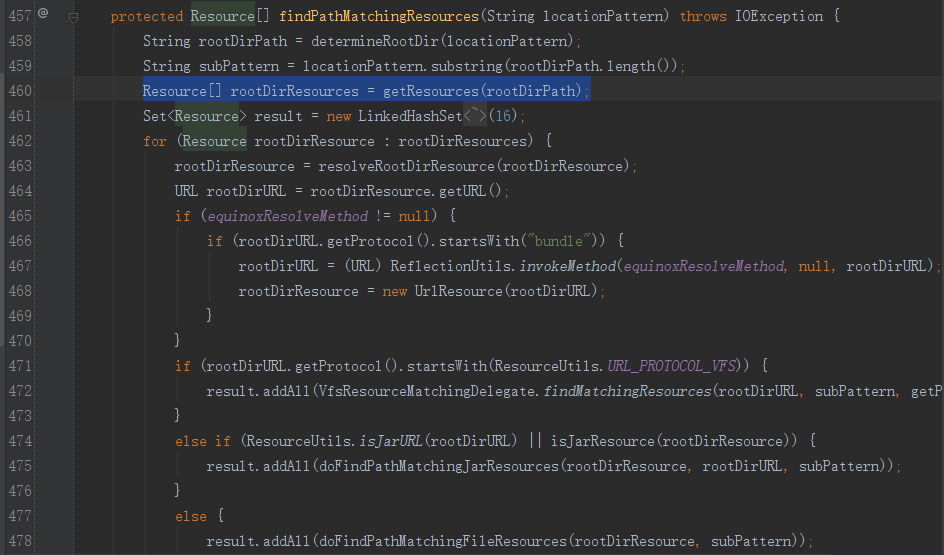 457 @ protected Resource[] findPathMatchingResources(String locationPattern) throws IOException {
458 String rootDirPath = determineRootDir(locationPattern);
459 String subPattern = locationPattern.substring(rootDirPath.length());
460 Resource[] rootDirResources = getResources(rootDirPath);
461 Set<Resource> result = new LinkedHashSet<~>(16);
462 for (Resource rootDirResource : rootDirResources) {
463 rootDirResource = resolveRootDirResource(rootDirResource);
464 URL rootDirURL = rootDirResource.getURL();
465 if (equinoxResolveMethod != null) {
466 if (rootDirURL.getProtocol().startsWith("bundle")) {
467 rootDirURL = (URL) ReflectionUtils.invokeMethod(equinoxResolveMethod, null, rootDirURL);
468 rootDirResource = new UrlResource(rootDirURL);
469 }
470 }
471 if (rootDirURL.getProtocol().startsWith(ResourceUtils.URL_PROTOCOL_VFS)) {
472 result.addAll(VfsResourceMatchingDelegate.findMatchingResources(rootDirURL, subPattern, getP
473 }
474 else if (ResourceUtils.isJarURL(rootDirURL) || isJarResource(rootDirResource)) {
475 result.addAll(doFindPathMatchingJarResources(rootDirResource, rootDirURL, subPattern));
476 }
477 else {
478 result.addAll(doFindPathMatchingFileResources(rootDirResource, subPattern));